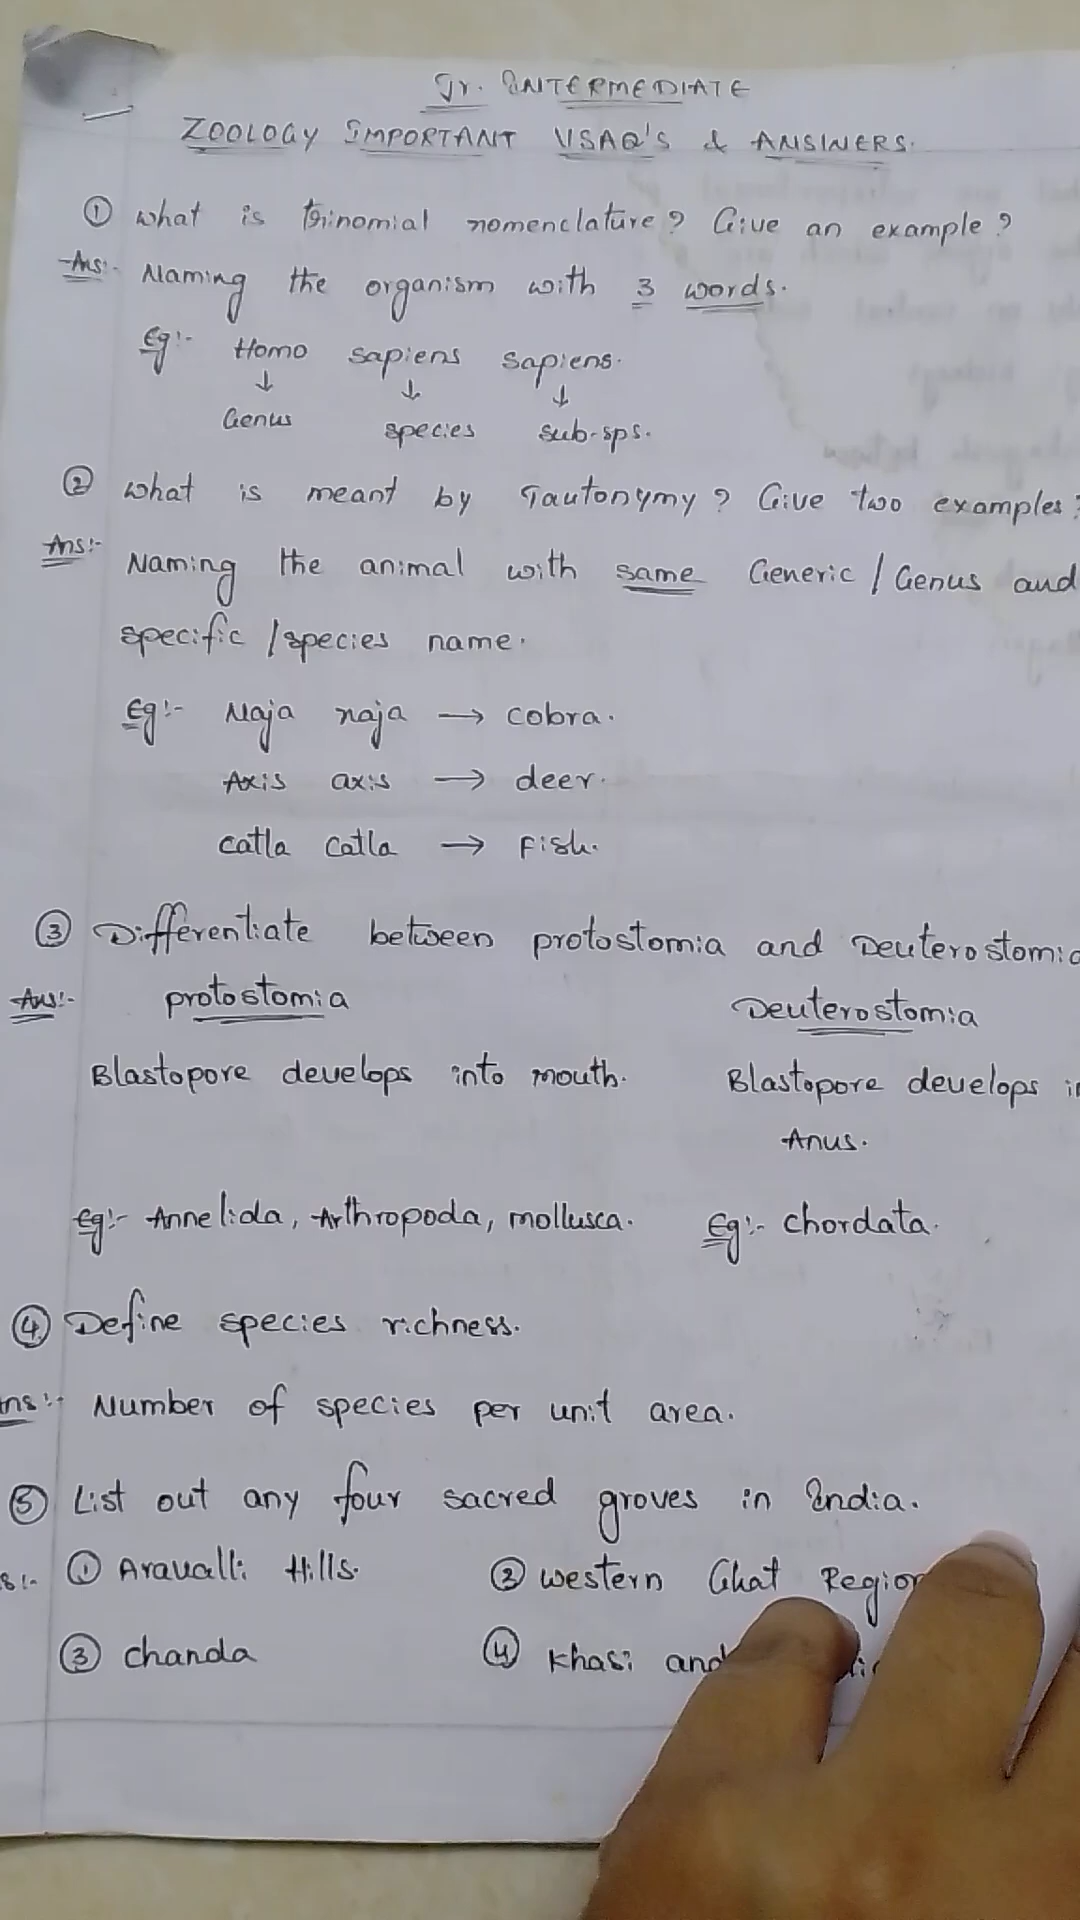 Jr. INTERMEDIATE
ZOOLOGY IMPORTANT VSAQ'S & ANSWERS.
① What is Trinomial nomenclature? Give an example?
Ans:- Naming the organism with 3 words.
Eg:- Homo sapiens sapiens.
↓ ↓ ↓
Genus species sub-sps.
② What is meant by Tautonymy? Give two examples?
Ans:- Naming the animal with same Generic / Genus and
specific / species name.
Eg:- Naja naja → cobra.
Axis axis → deer.
catla catla → Fish.
③ Differentiate between protostomia and Deuterostomia
Ans:- protostomia Deuterostomia
Blastopore develops into mouth. Blastopore develops
Anus.
Eg:- Annelida, Arthropoda, mollusca. Eg:- chordata.
④ Define species richness.
Ans:- Number of species per unit area.
⑤ List out any four sacred groves in India.
① Aravalli Hills. ② western Ghat Region
③ chanda ④ Khasi and